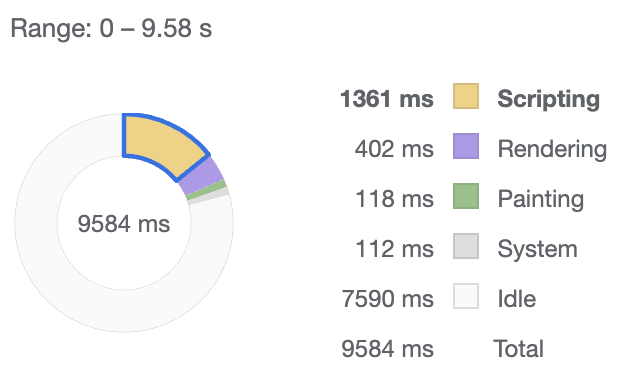 Range: 0 – 9.58 s
9584 ms
1361 ms Scripting
402 ms Rendering
118 ms Painting
112 ms System
7590 ms Idle
9584 ms Total